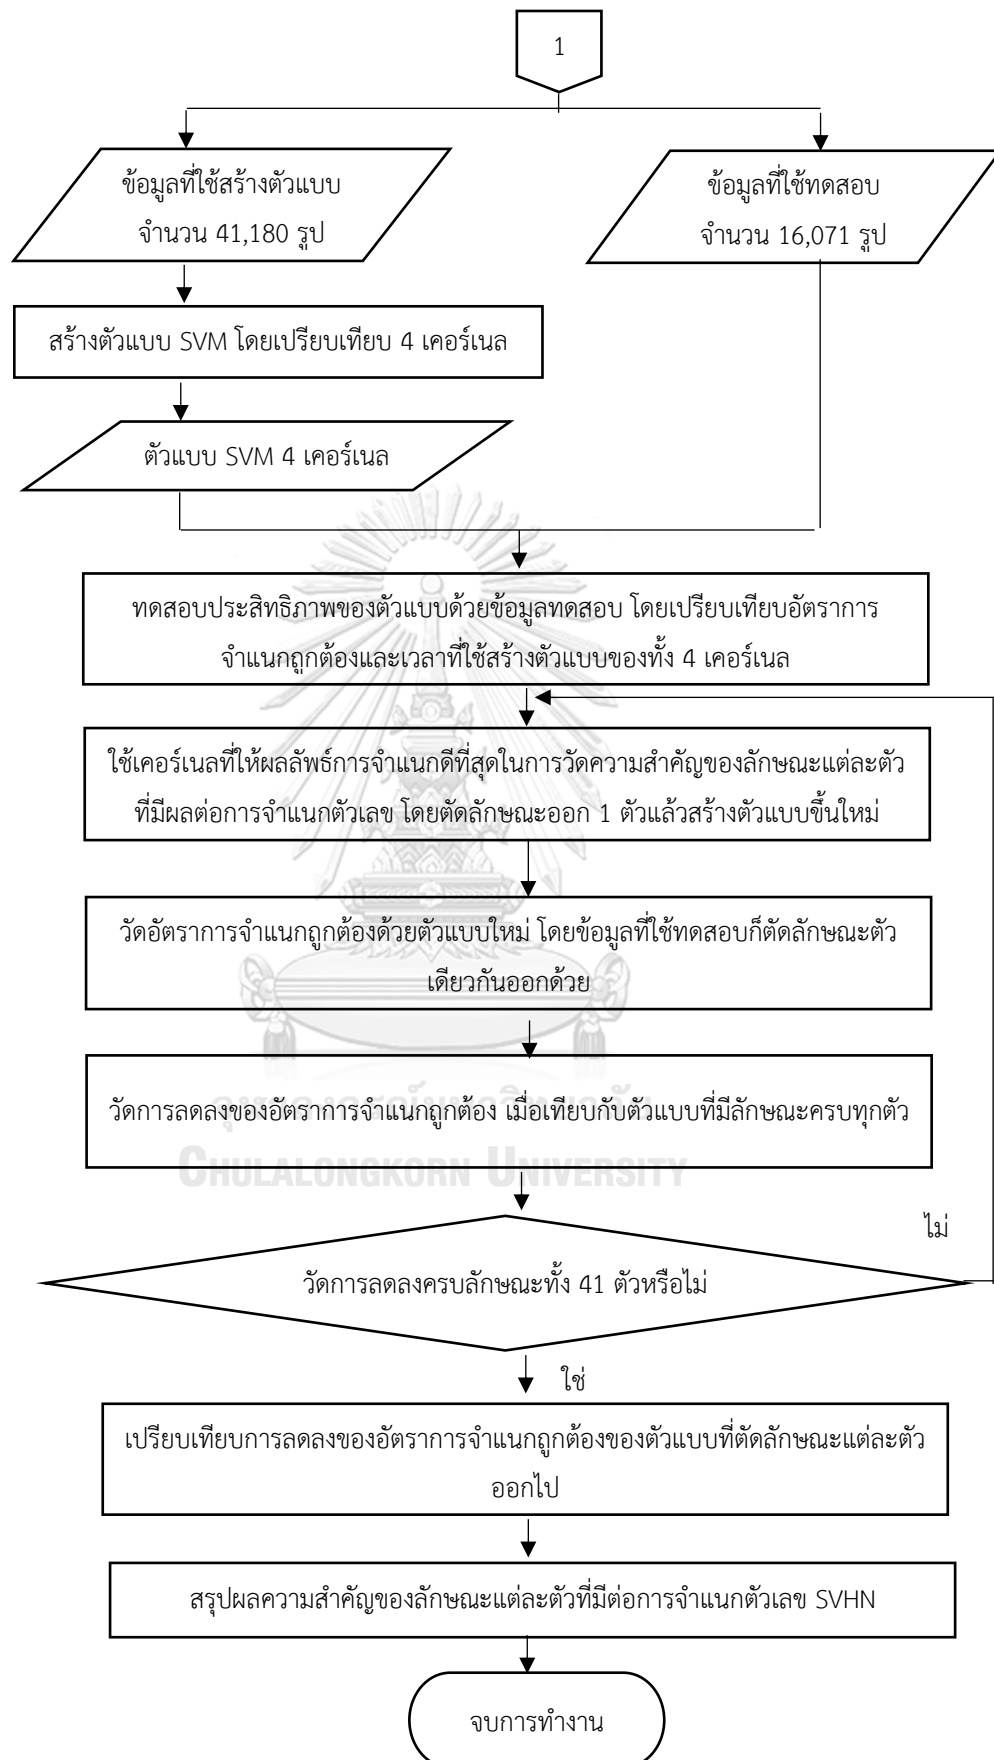 1
ข้อมูลที่ใช้สร้างตัวแบบ
จำนวน 41,180 รูป
ข้อมูลที่ใช้ทดสอบ
จำนวน 16,071 รูป
สร้างตัวแบบ SVM โดยเปรียบเทียบ 4 เคอร์เนล
ตัวแบบ SVM 4 เคอร์เนล
ทดสอบประสิทธิภาพของตัวแบบด้วยข้อมูลทดสอบ โดยเปรียบเทียบอัตราการ
จำแนกถูกต้องและเวลาที่ใช้สร้างตัวแบบของทั้ง 4 เคอร์เนล
ใช้เคอร์เนลที่ให้ผลลัพธ์การจำแนกดีที่สุดในการวัดความสำคัญของลักษณะแต่ละตัว
ที่มีผลต่อการจำแนกตัวเลข โดยตัดลักษณะออก 1 ตัวแล้วสร้างตัวแบบขึ้นใหม่
วัดอัตราการจำแนกถูกต้องด้วยตัวแบบใหม่ โดยข้อมูลที่ใช้ทดสอบก็ตัดลักษณะตัว
เดียวกันออกด้วย
จุฬาลงกรณ์มหาวิทยาลัย
วัดการลดลงของอัตราการจำแนกถูกต้อง เมื่อเทียบกับตัวแบบที่มีลักษณะครบทุกตัว
CHULALONGKORN UNIVERSITY
ไม่
วัดการลดลงครบลักษณะทั้ง 41 ตัวหรือไม่
ใช่
เปรียบเทียบการลดลงของอัตราการจำแนกถูกต้องของตัวแบบที่ตัดลักษณะแต่ละตัว
ออกไป
สรุปผลความสำคัญของลักษณะแต่ละตัวที่มีต่อการจำแนกตัวเลข SVHN
จบการทำงาน